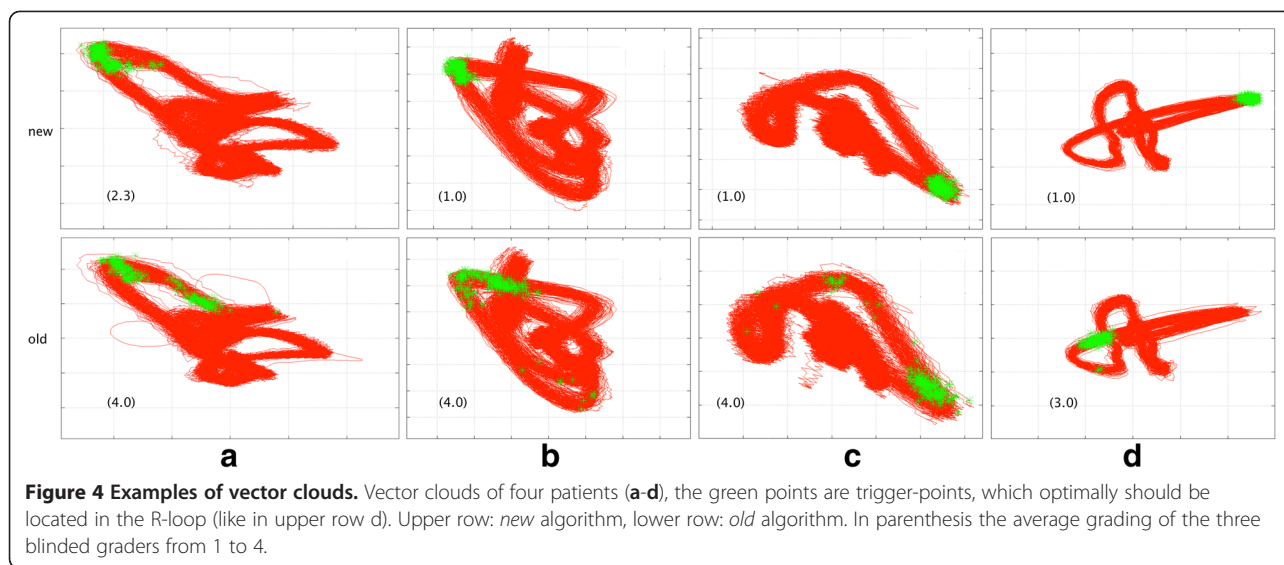 new
(2.3)
(1.0)
(1.0)
(1.0)
old
(4.0)
(4.0)
(4.0)
(3.0)
a
b
c
d
Figure 4 Examples of vector clouds. Vector clouds of four patients (a-d), the green points are trigger-points, which optimally should be
located in the R-loop (like in upper row d). Upper row: new algorithm, lower row: old algorithm. In parenthesis the average grading of the three
blinded graders from 1 to 4.